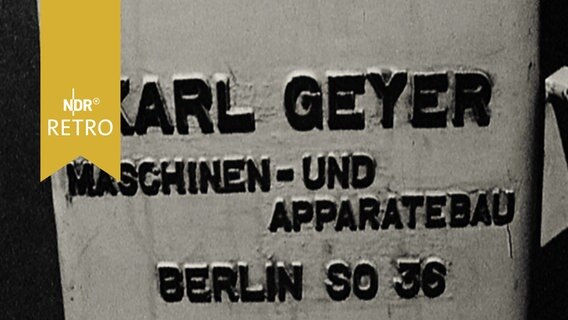 NDR®
RETRO
KARL GEYER
MASCHINEN-UND
APPARATEBAU
BERLIN SO 36